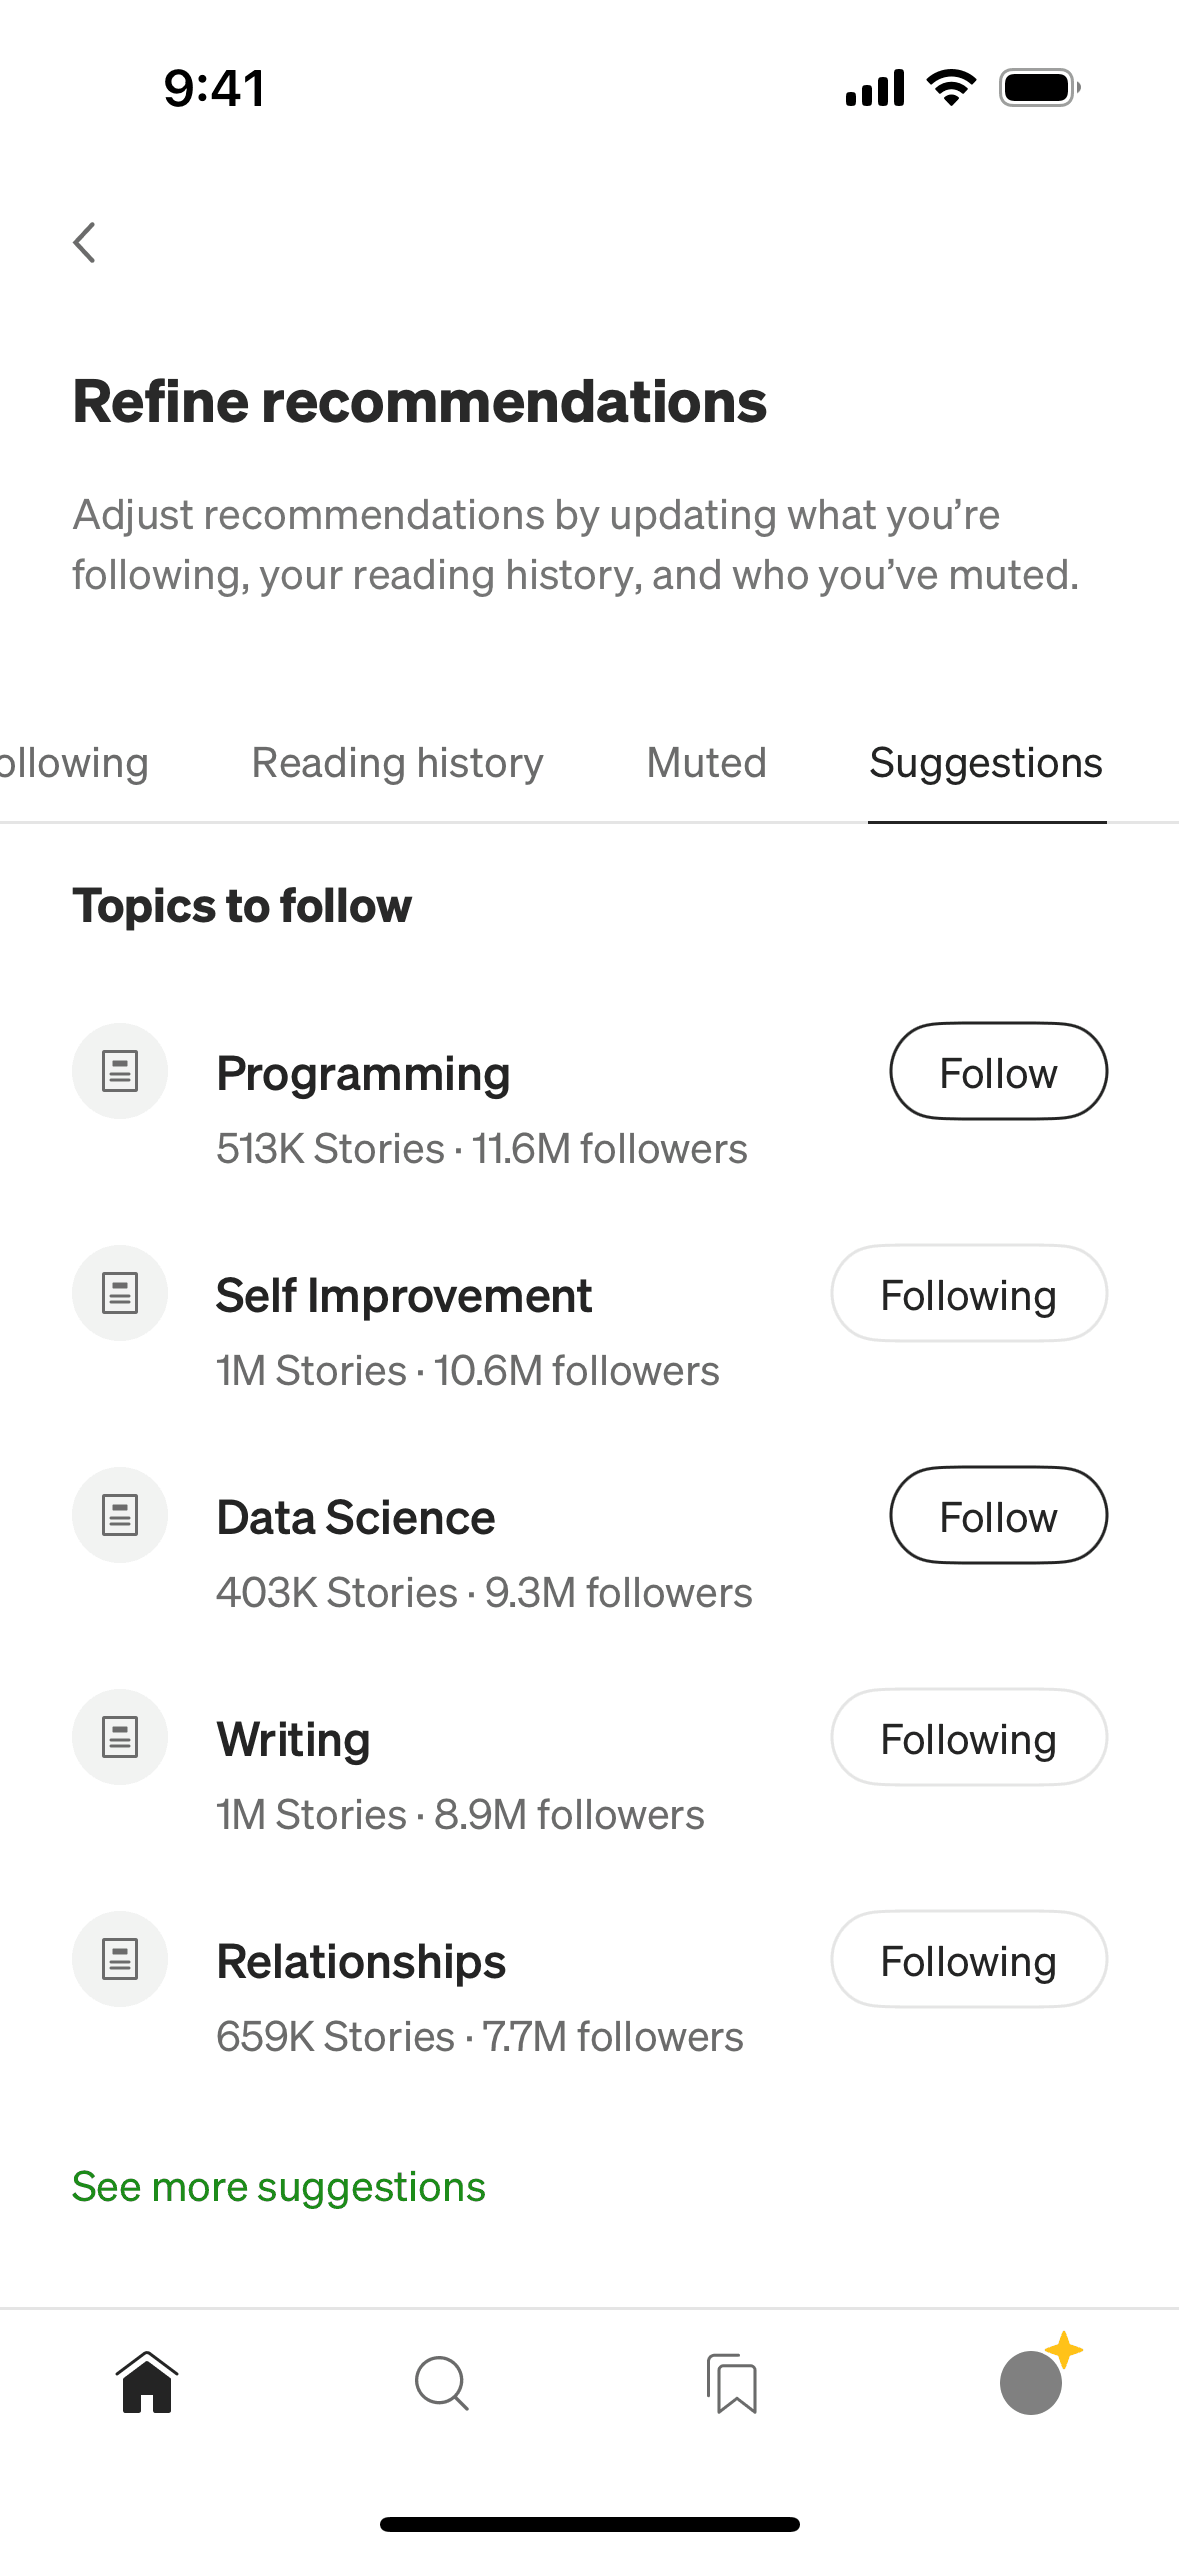 9:41
Refine recommendations
Adjust recommendations by updating what you’re
following, your reading history, and who you’ve muted.
ollowing Reading history Muted Suggestions
Topics to follow
Programming Follow
513K Stories · 11.6M followers
Self Improvement Following
1M Stories · 10.6M followers
Data Science Follow
403K Stories · 9.3M followers
Writing Following
1M Stories · 8.9M followers
Relationships Following
659K Stories · 7.7M followers
See more suggestions